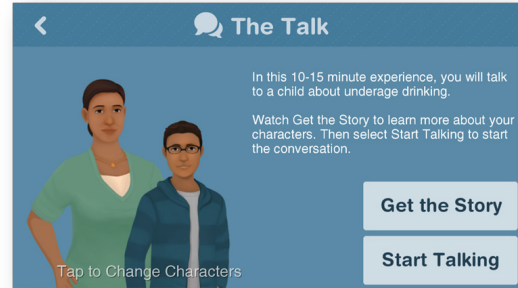 The Talk
In this 10-15 minute experience, you will talk
to a child about underage drinking.
Watch Get the Story to learn more about your
characters. Then select Start Talking to start
the conversation.
Get the Story
Start Talking
Tap to Change Characters